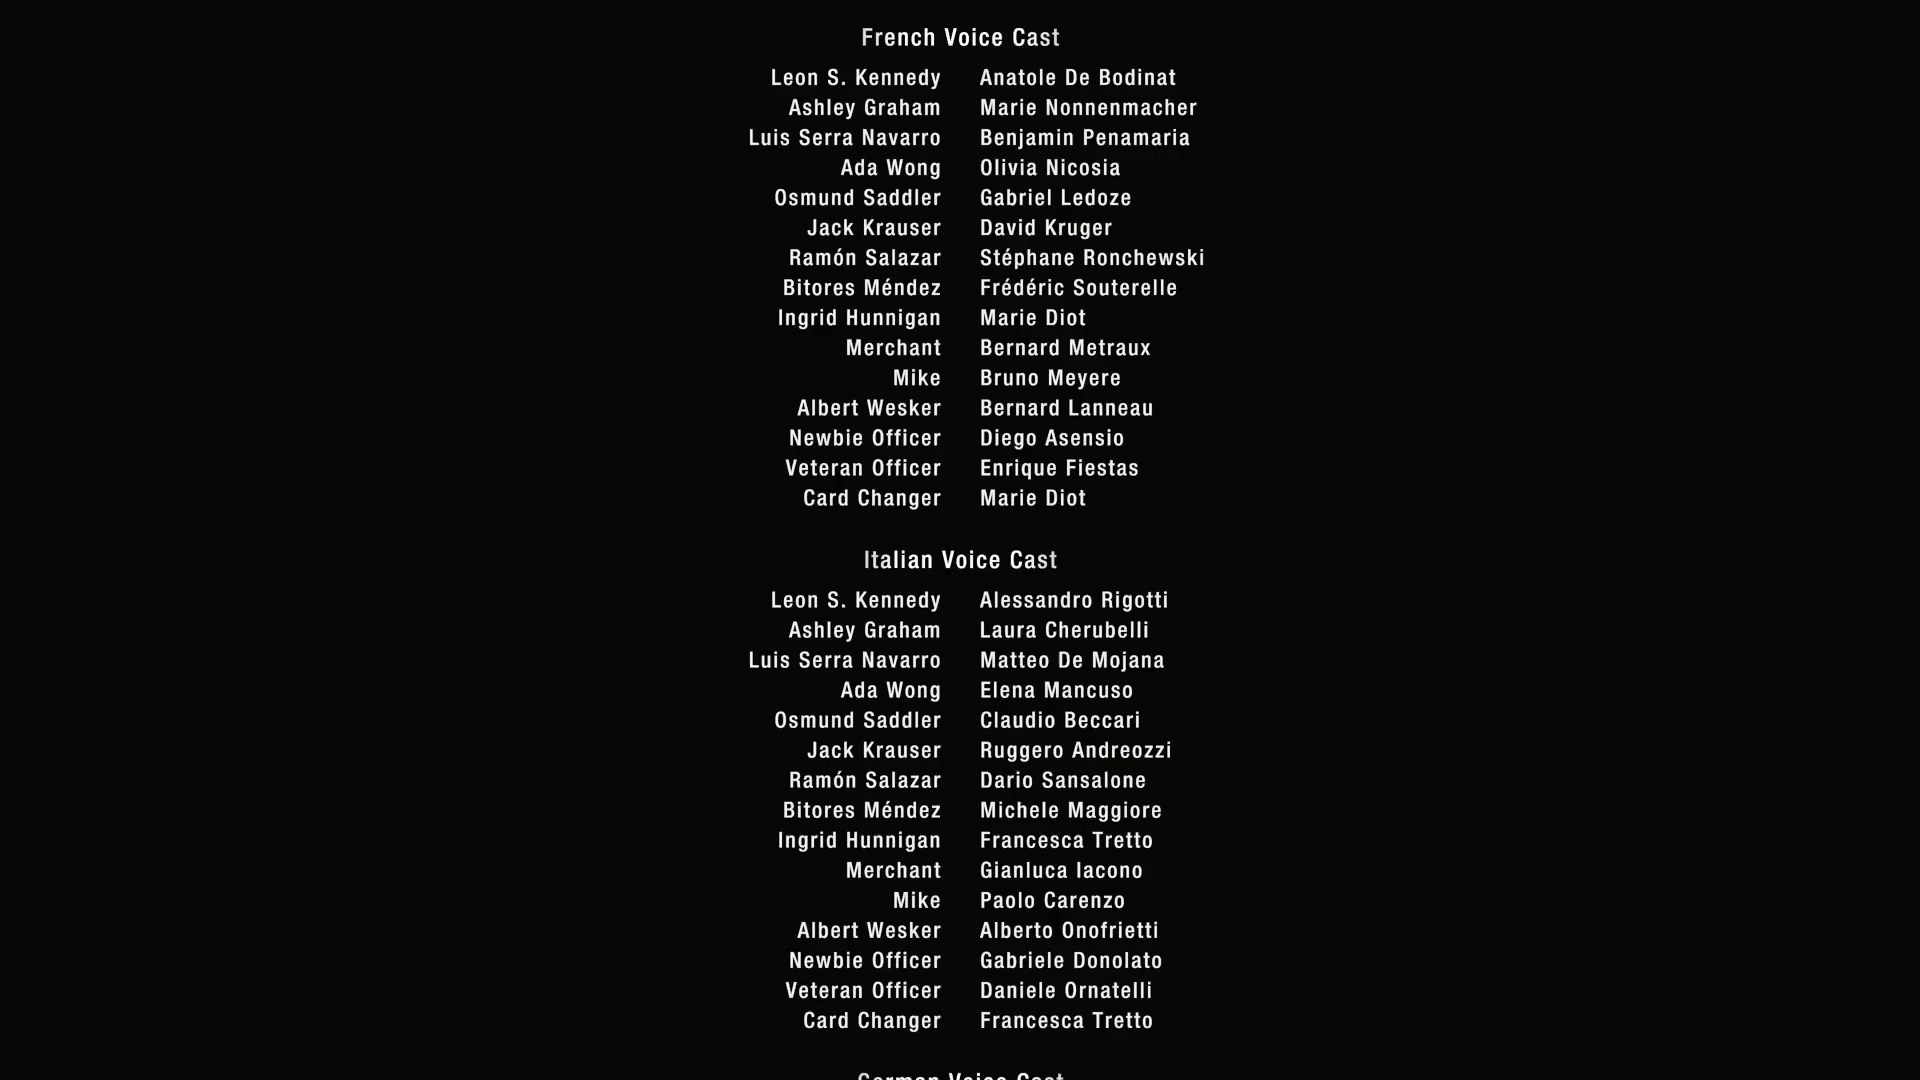 French Voice Cast
Leon S. Kennedy Anatole De Bodinat
Ashley Graham Marie Nonnenmacher
Luis Serra Navarro Benjamin Penamaria
Ada Wong Olivia Nicosia
Osmund Saddler Gabriel Ledoze
Jack Krauser David Kruger
Ramón Salazar Stéphane Ronchewski
Bitores Méndez Frédéric Souterelle
Ingrid Hunnigan Marie Diot
Merchant Bernard Metraux
Mike Bruno Meyere
Albert Wesker Bernard Lanneau
Newbie Officer Diego Asensio
Veteran Officer Enrique Fiestas
Card Changer Marie Diot
Italian Voice Cast
Leon S. Kennedy Alessandro Rigotti
Ashley Graham Laura Cherubelli
Luis Serra Navarro Matteo De Mojana
Ada Wong Elena Mancuso
Osmund Saddler Claudio Beccari
Jack Krauser Ruggero Andreozzi
Ramón Salazar Dario Sansalone
Bitores Méndez Michele Maggiore
Ingrid Hunnigan Francesca Tretto
Merchant Gianluca Iacono
Mike Paolo Carenzo
Albert Wesker Alberto Onofrietti
Newbie Officer Gabriele Donolato
Veteran Officer Daniele Ornatelli
Card Changer Francesca Tretto
German Voice Cast